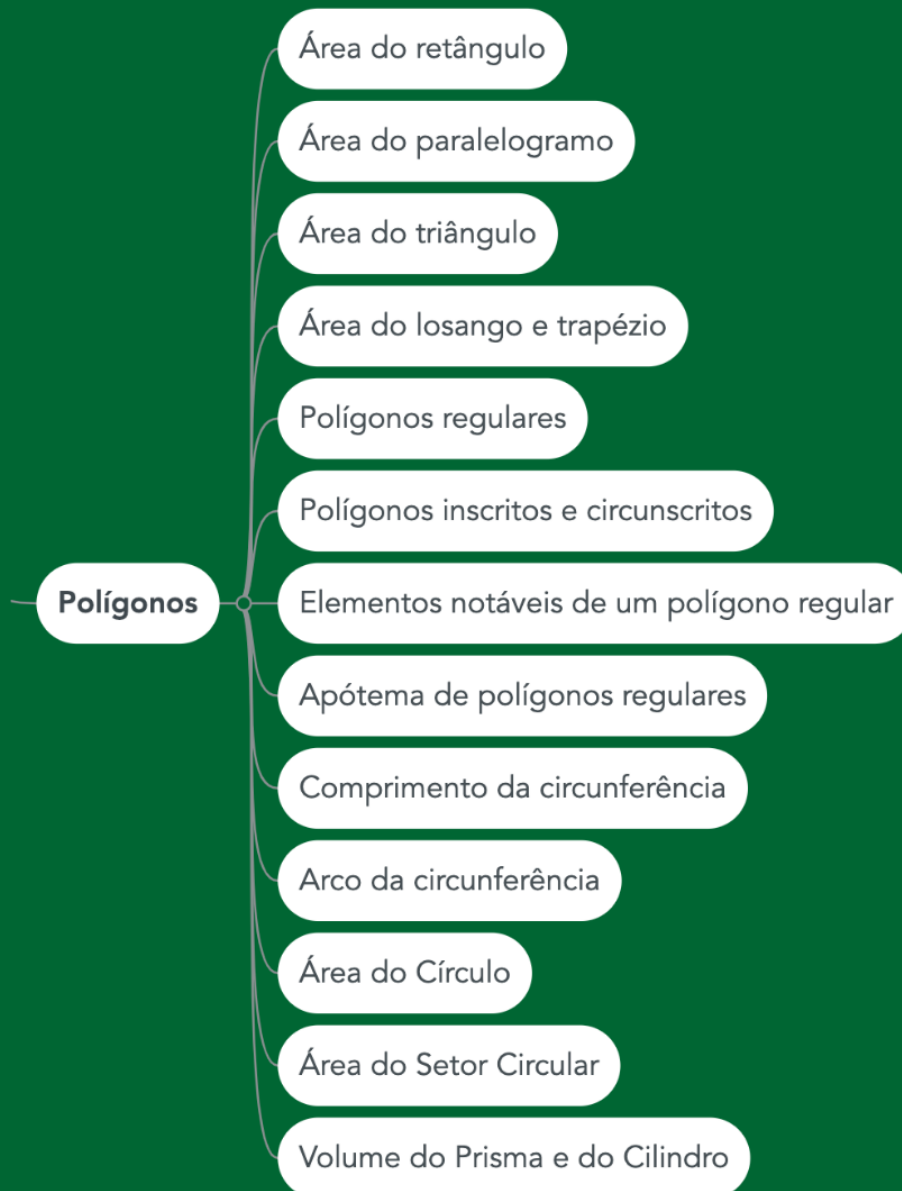 Área do retângulo
Área do paralelogramo
Área do triângulo
Área do losango e trapézio
Polígonos regulares
Polígonos inscritos e circunscritos
Polígonos
Elementos notáveis de um polígono regular
Apótema de polígonos regulares
Comprimento da circunferência
Arco da circunferência
Área do Círculo
Área do Setor Circular
Volume do Prisma e do Cilindro